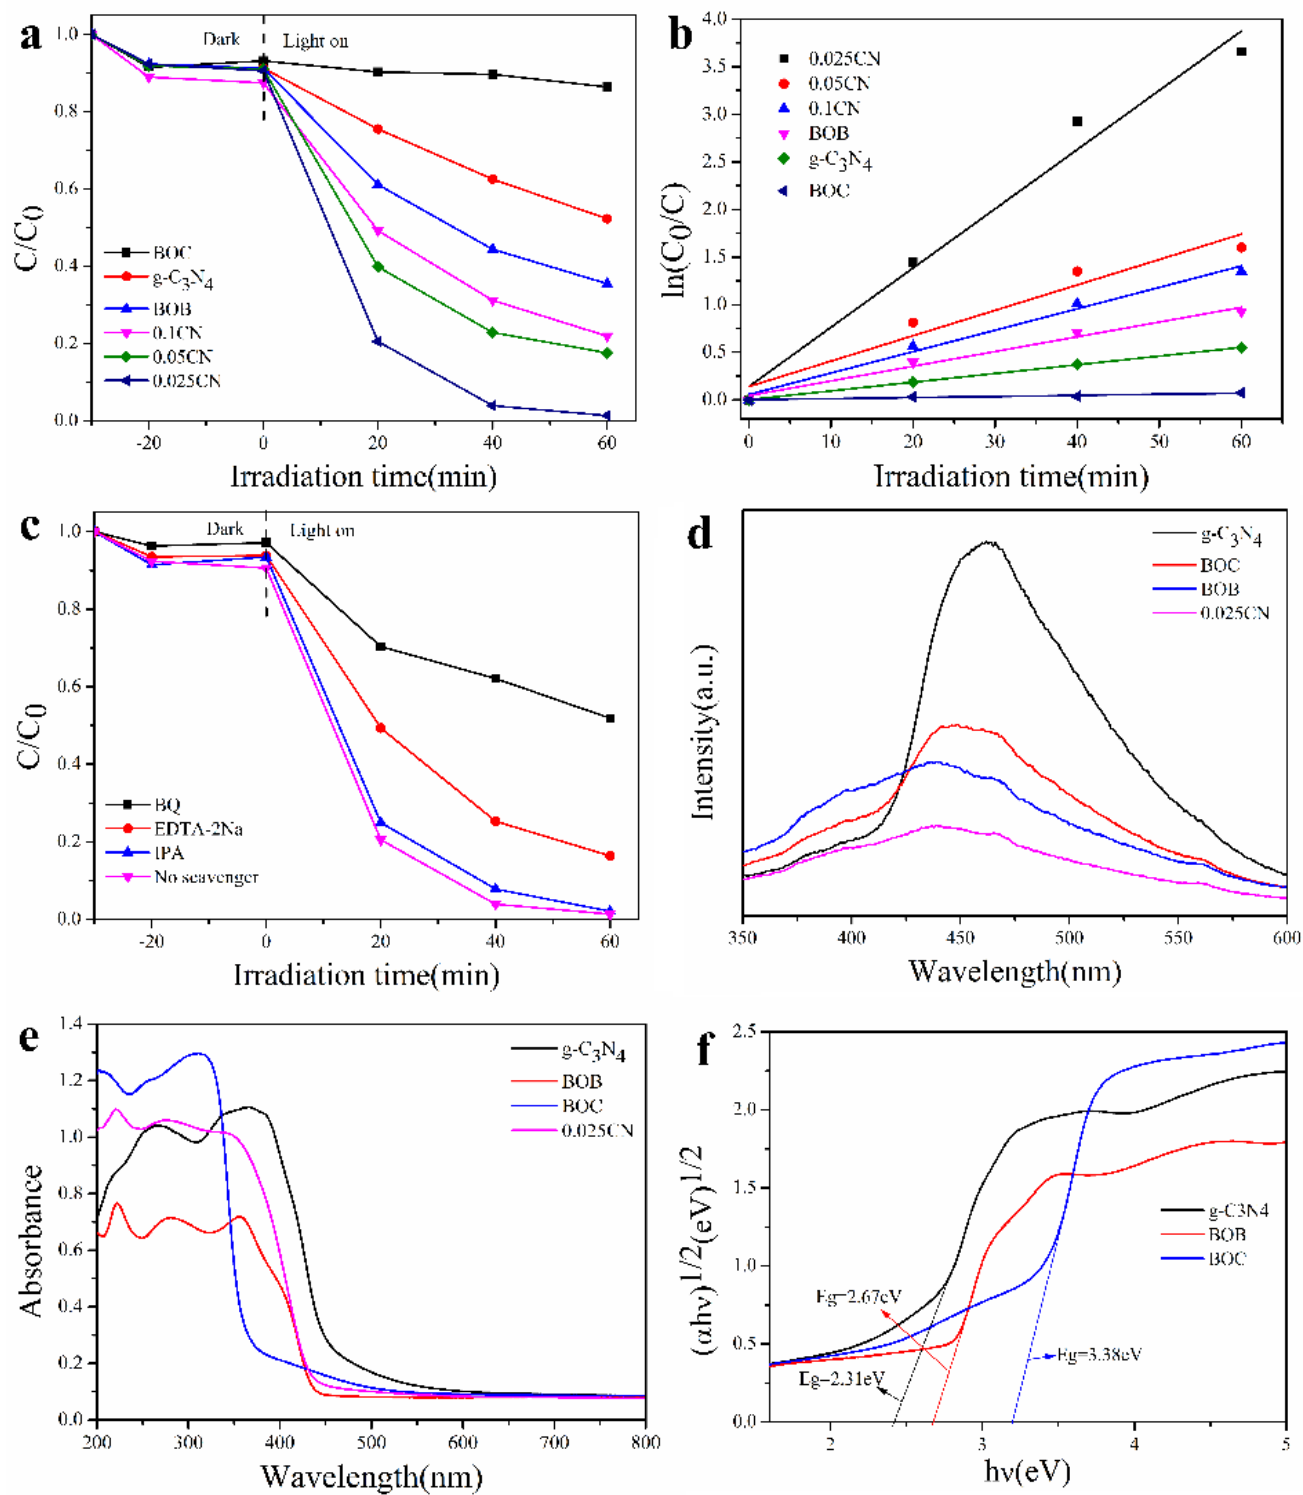 a
Dark
Light on
1.0
0.8
0.6
0.4
0.2
0.0
C/C0
BOC
g-C3N4
BOB
0.1CN
0.05CN
0.025CN
-20 0 20 40 60
Irradiation time(min)
b
4.0
3.5
3.0
2.5
2.0
1.5
1.0
0.5
0.0
ln(C0/C)
0.025CN
0.05CN
0.1CN
BOB
g-C3N4
BOC
0 10 20 30 40 50 60
Irradiation time(min)
c
Dark
Light on
1.0
0.8
0.6
0.4
0.2
0.0
C/C0
BQ
EDTA-2Na
IPA
No scavenger
-20 0 20 40 60
Irradiation time(min)
d
g-C3N4
BOC
BOB
0.025CN
Intensity(a.u.)
350 400 450 500 550 600
Wavelength(nm)
e
1.4
1.2
1.0
0.8
0.6
0.4
0.2
0.0
Absorbance
g-C3N4
BOB
BOC
0.025CN
200 300 400 500 600 700 800
Wavelength(nm)
f
2.5
2.0
1.5
1.0
0.5
0.0
(αhν)1/2(eV)1/2
g-C3N4
BOB
BOC
Eg=2.67eV
Eg=2.31eV
Eg=3.38eV
2 3 4 5
hν(eV)